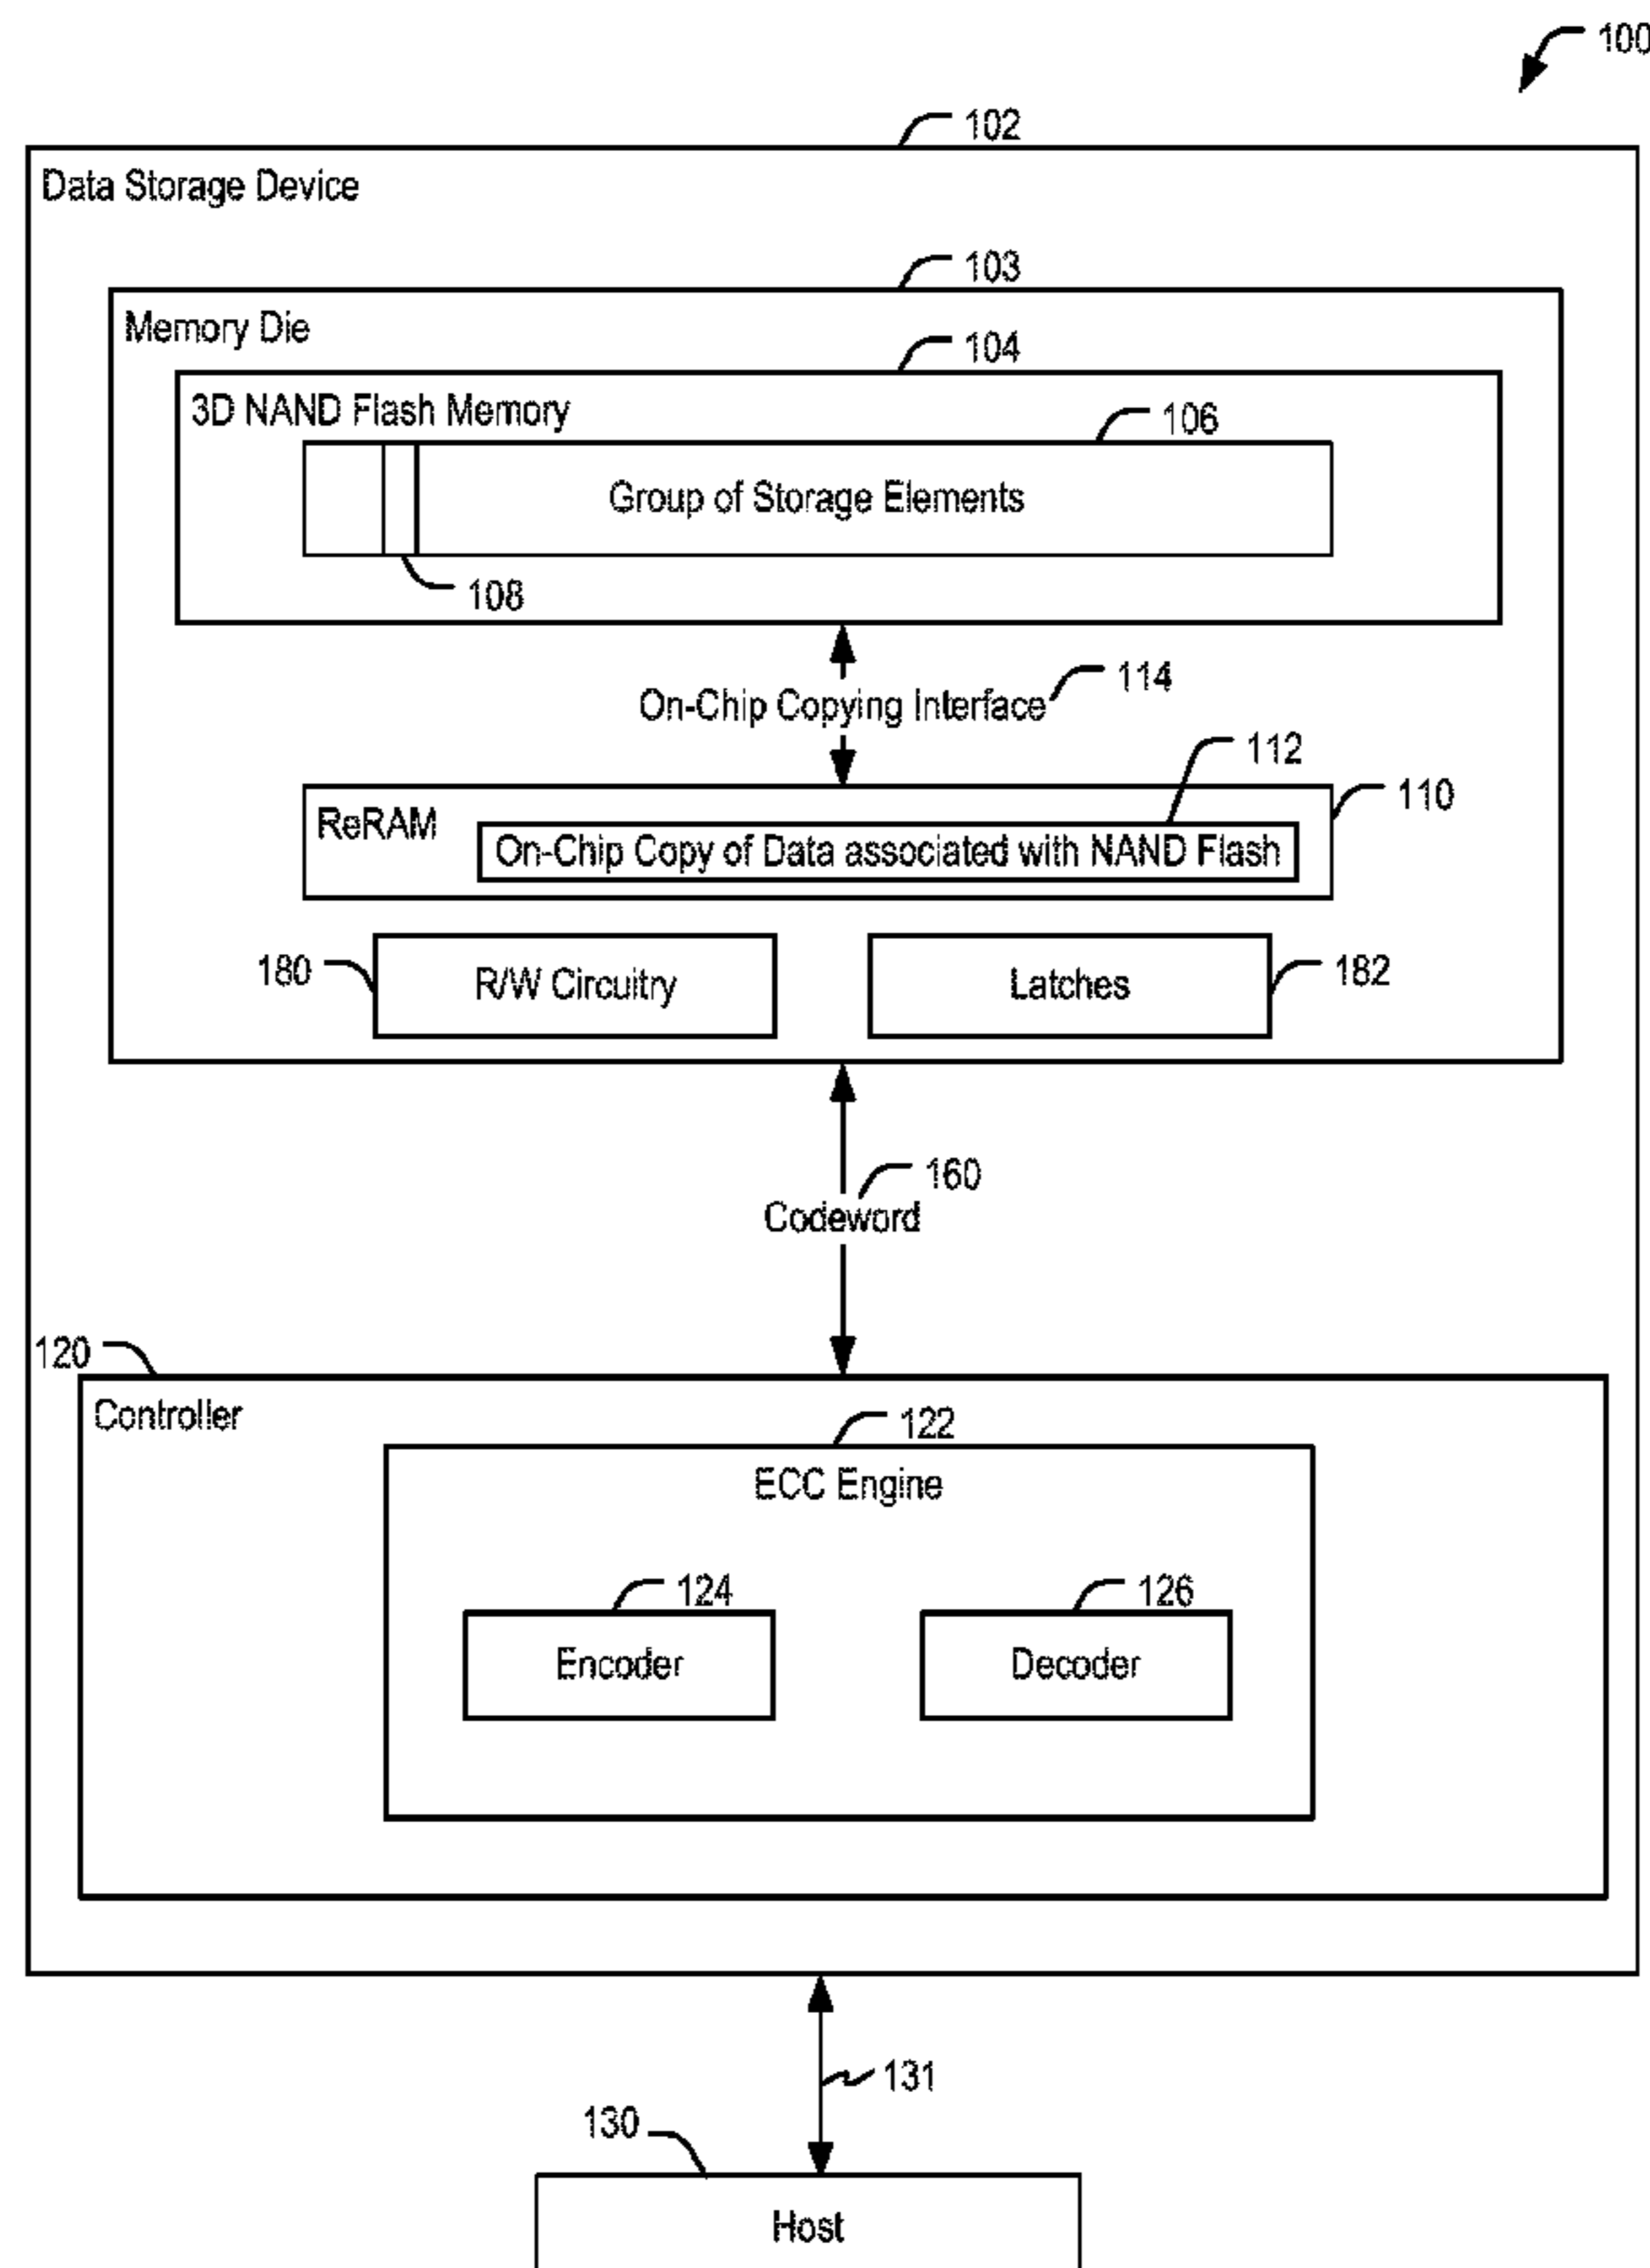 100
102
Data Storage Device
103
Memory Die
104
3D NAND Flash Memory
106
Group of Storage Elements
108
114
On-Chip Copying Interface
112
110
ReRAM
On-Chip Copy of Data associated with NAND Flash
180
R/W Circuitry
Latches
182
160
Codeword
120
Controller
122
ECC Engine
124
126
Encoder
Decoder
131
130
Host